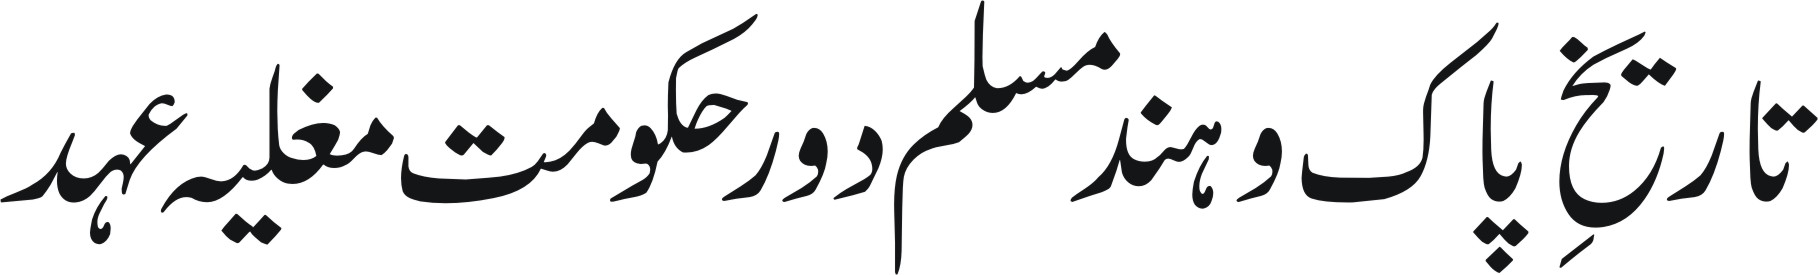 تاریخِ پاک و ہند مسلم دور حکومت مغلیہ عہد